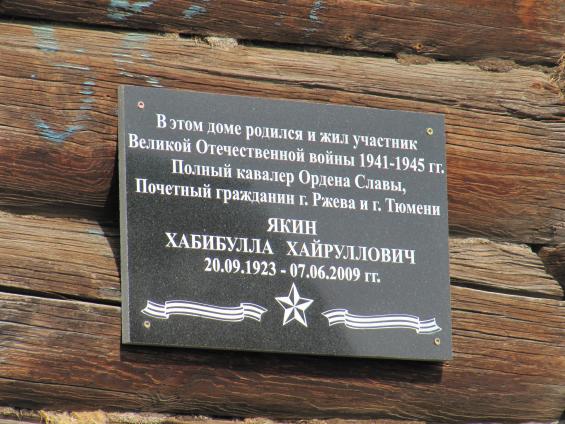 В этом доме родился и жил участник
Великой Отечественной войны 1941-1945 гг.
Полный кавалер Ордена Славы,
Почетный гражданин г. Ржева и г. Тюмени
ЯКИН
ХАБИБУЛЛА ХАЙРУЛЛОВИЧ
20.09.1923 - 07.06.2009 гг.